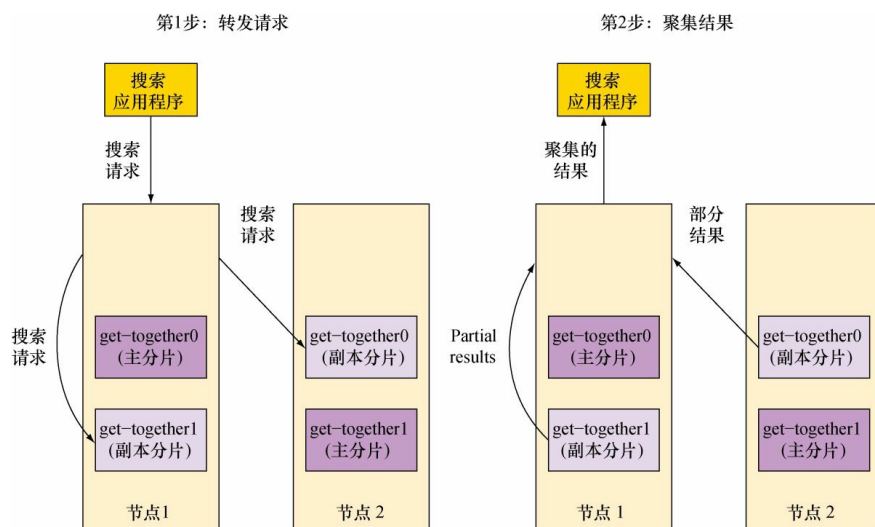 第1步：转发请求
搜索
应用程序
搜索
请求
搜索
请求
搜索
请求
get-together0
(主分片)
get-together0
(副本分片)
get-together1
(副本分片)
get-together1
(主分片)
节点1
节点 2
第2步：聚集结果
搜索
应用程序
聚集的
结果
部分
结果
Partial
results
get-together0
(主分片)
get-together0
(副本分片)
get-together1
(副本分片)
get-together1
(主分片)
节点 1
节点 2